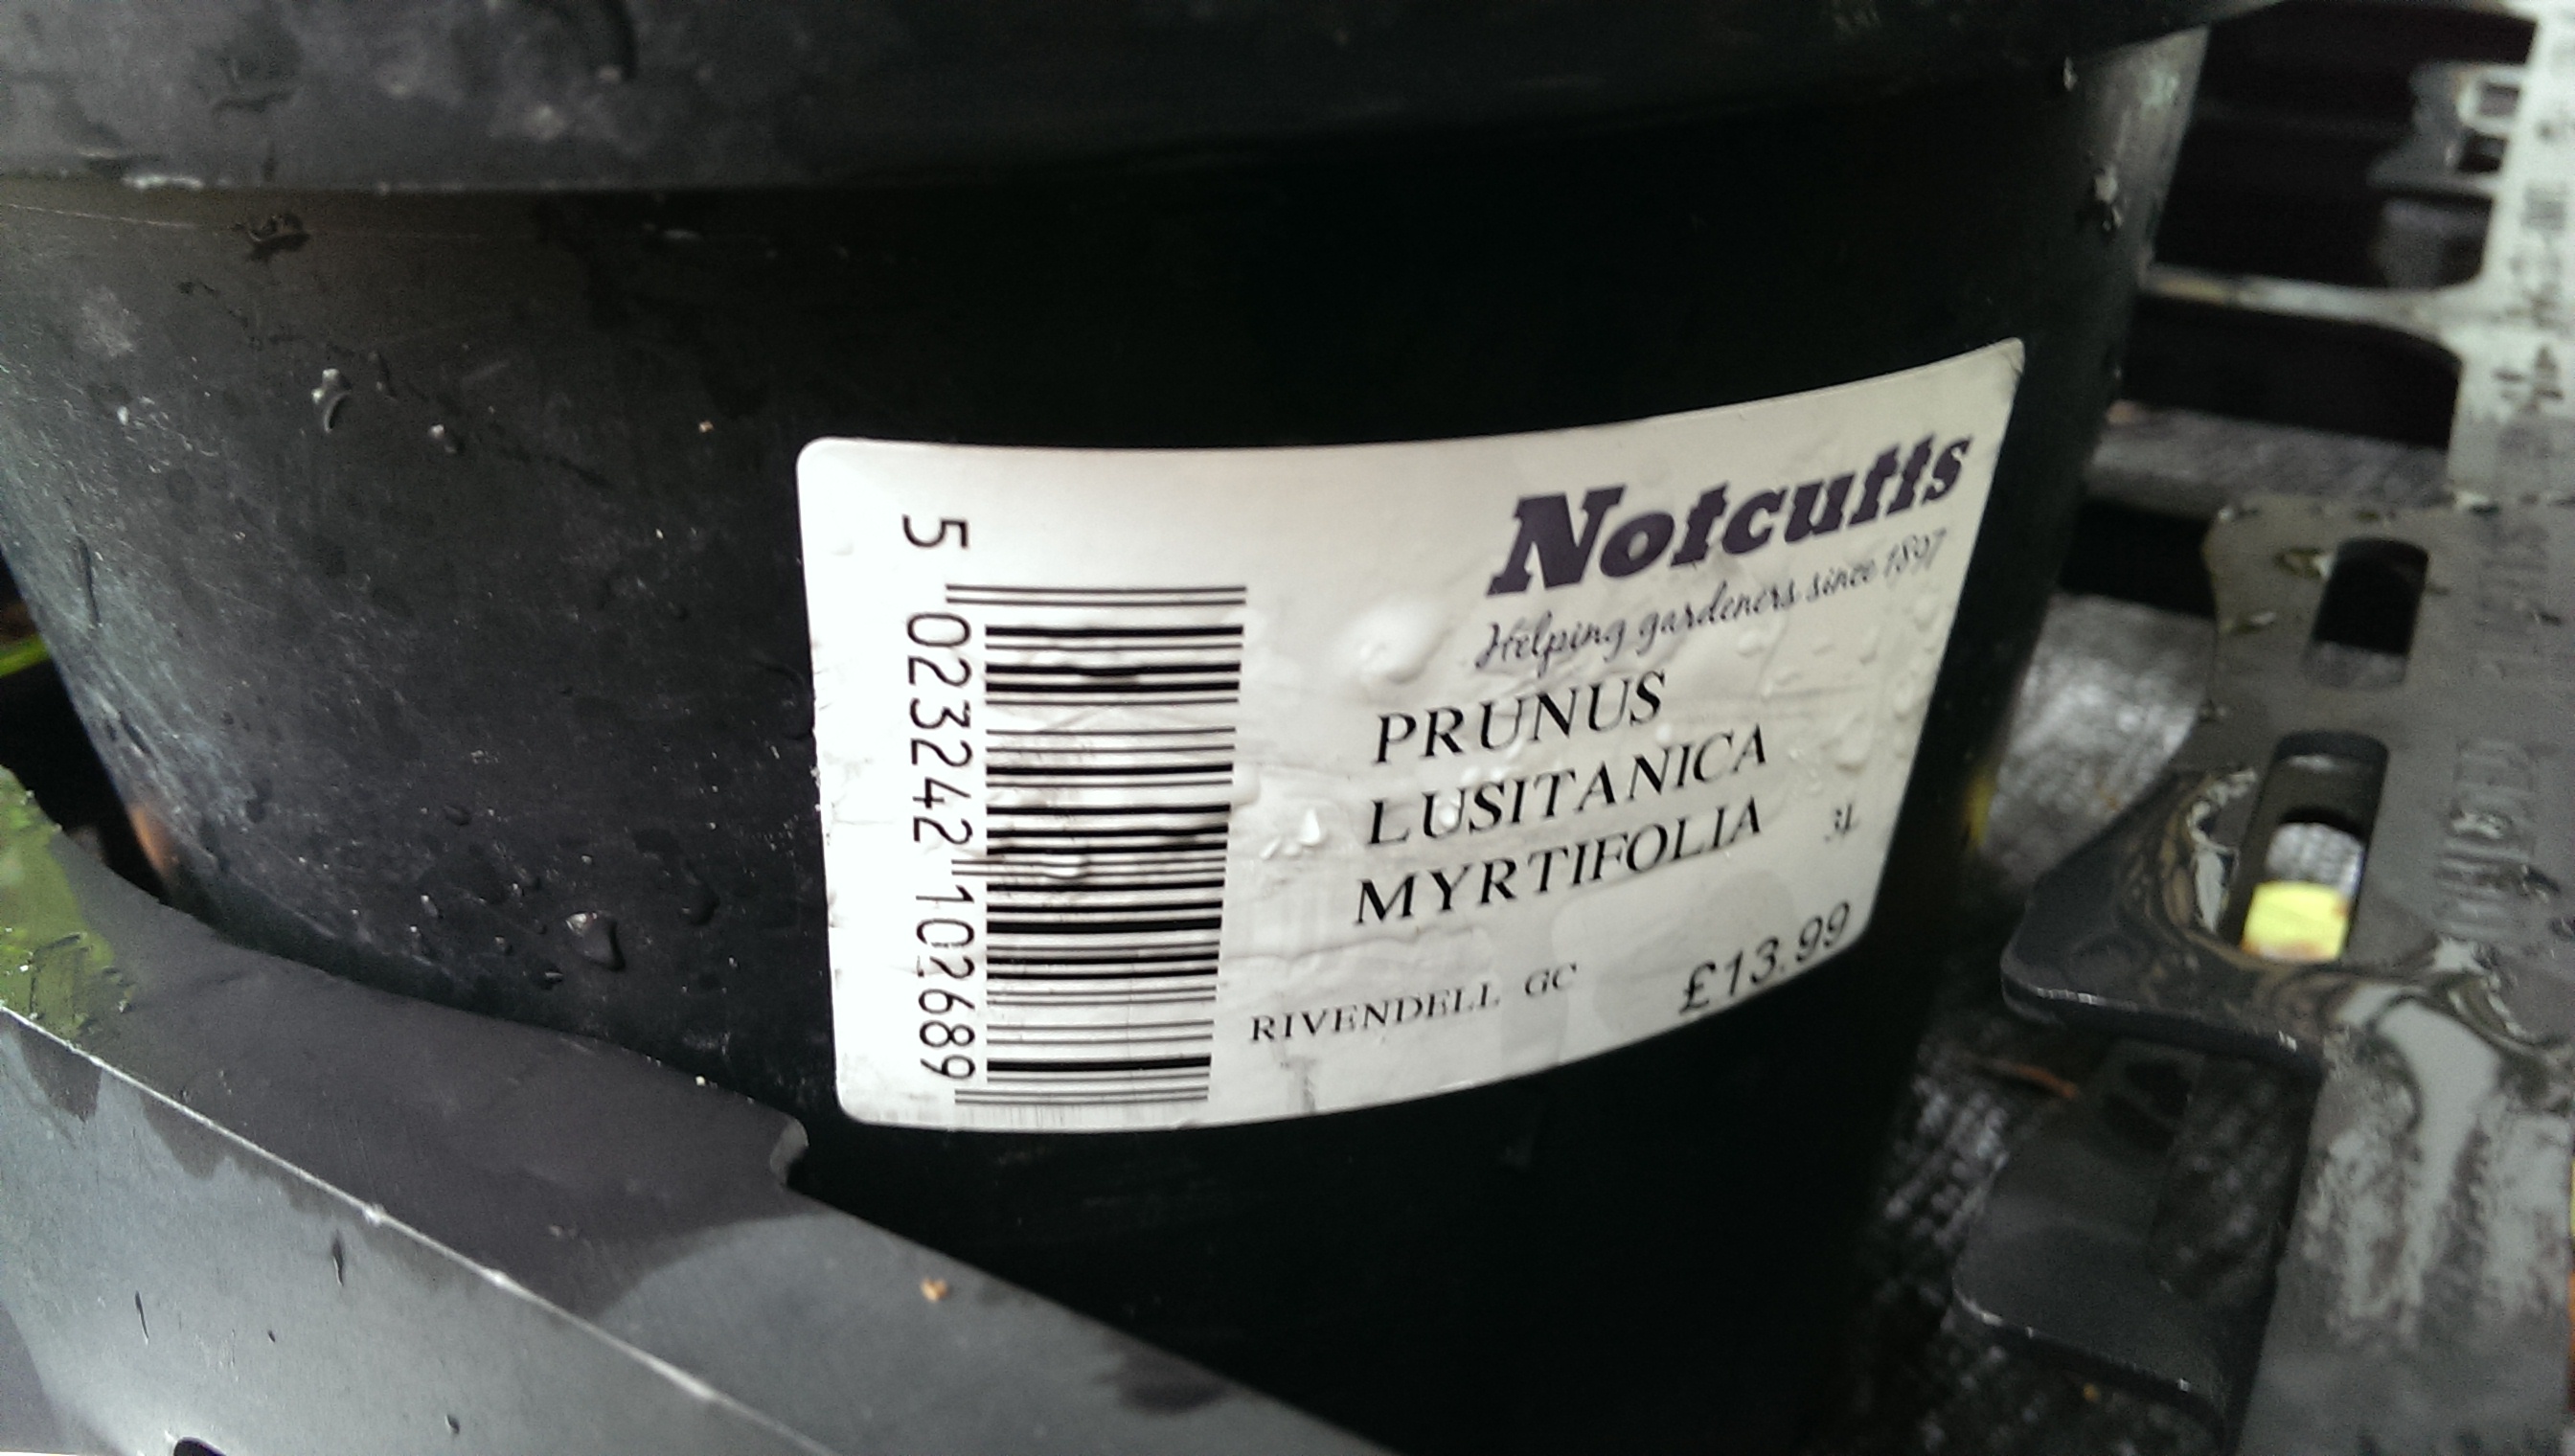 Notcutts
Helping gardeners since 1897
PRUNUS
LUSITANICA
MYRTIFOLIA
3L
£13.99
RIVENDELL GC
5 023242 102689